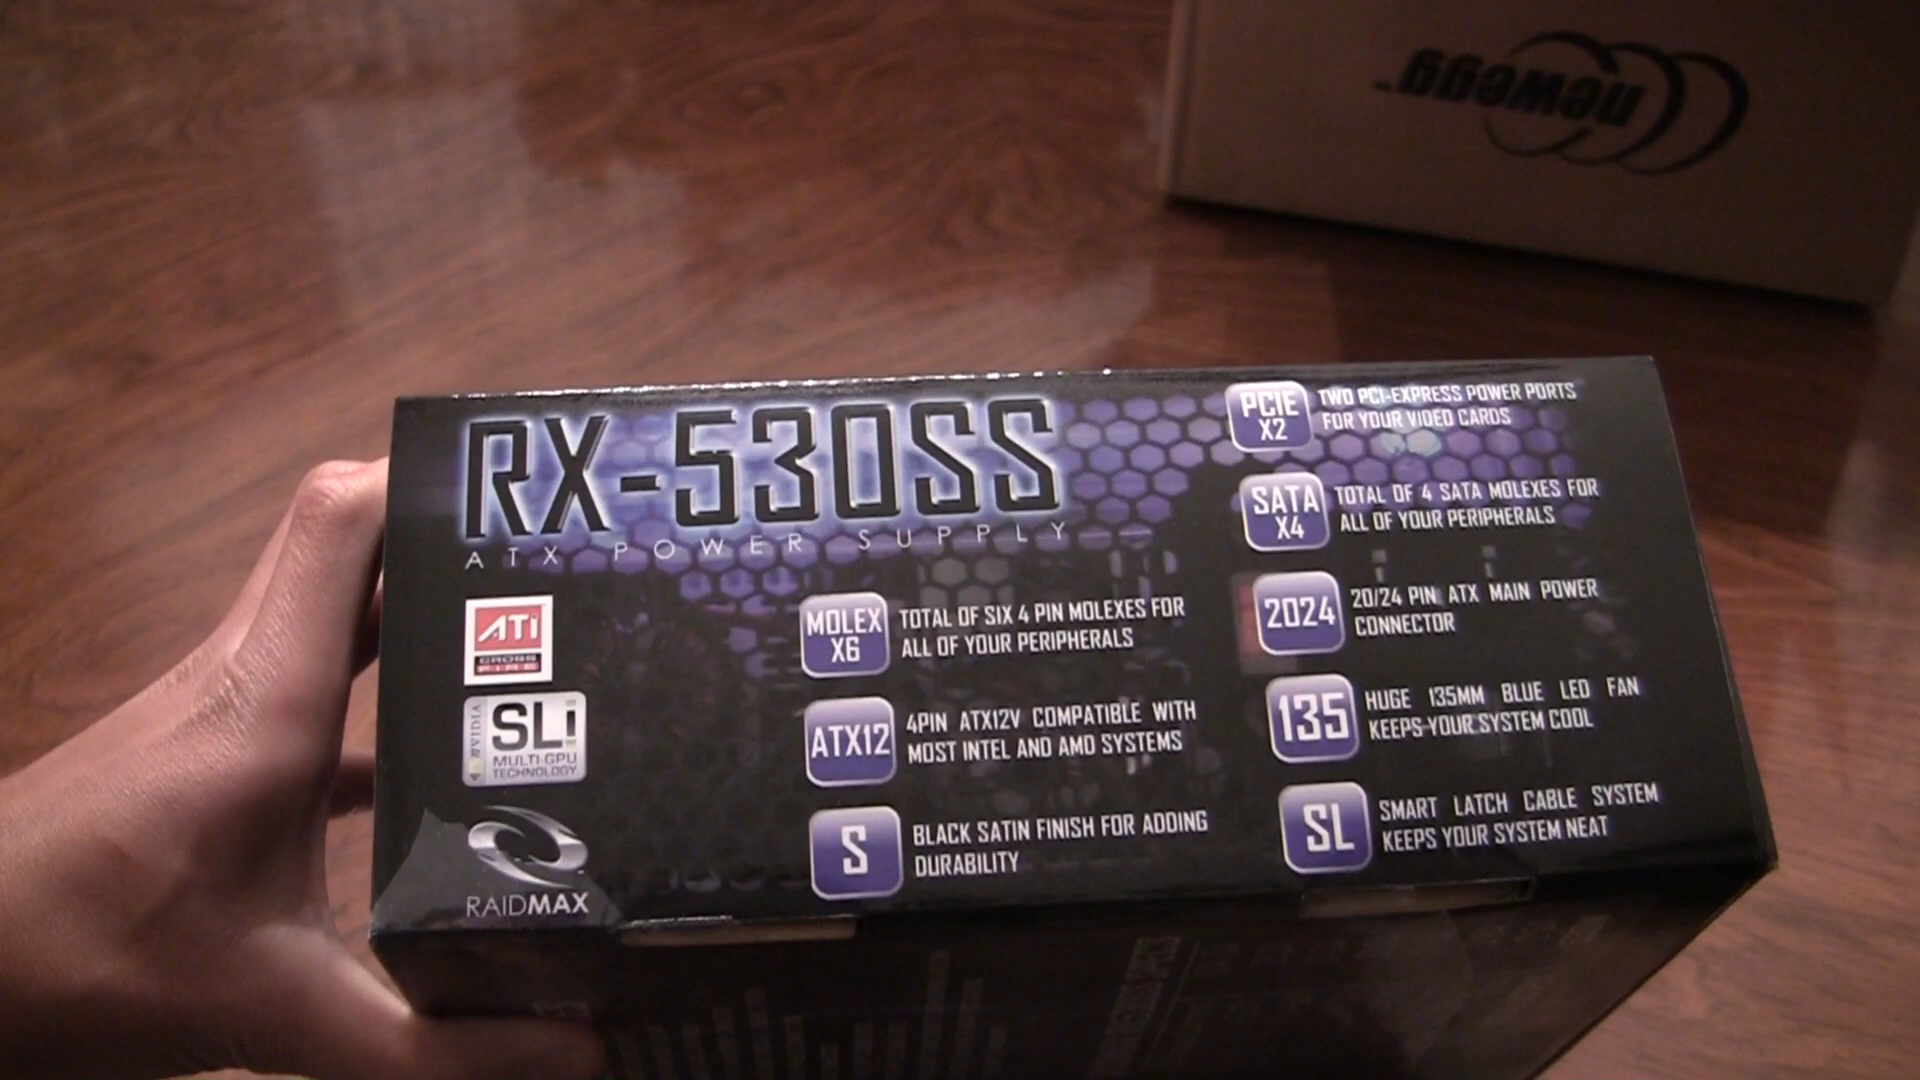 newegg
RX-530SS
ATX POWER SUPPLY
ATI
CROSS
FIRE
NVIDIA
SLi
MULTI-GPU
TECHNOLOGY
RAIDMAX
MOLEX
X6
TOTAL OF SIX 4 PIN MOLEXES FOR
ALL OF YOUR PERIPHERALS
ATX12
4PIN ATX12V COMPATIBLE WITH
MOST INTEL AND AMD SYSTEMS
S
BLACK SATIN FINISH FOR ADDING
DURABILITY
PCIE
X2
TWO PCI-EXPRESS POWER PORTS
FOR YOUR VIDEO CARDS
SATA
X4
TOTAL OF 4 SATA MOLEXES FOR
ALL OF YOUR PERIPHERALS
2024
20/24 PIN ATX MAIN POWER
CONNECTOR
135
HUGE 135MM BLUE LED FAN
KEEPS YOUR SYSTEM COOL
SL
SMART LATCH CABLE SYSTEM
KEEPS YOUR SYSTEM NEAT